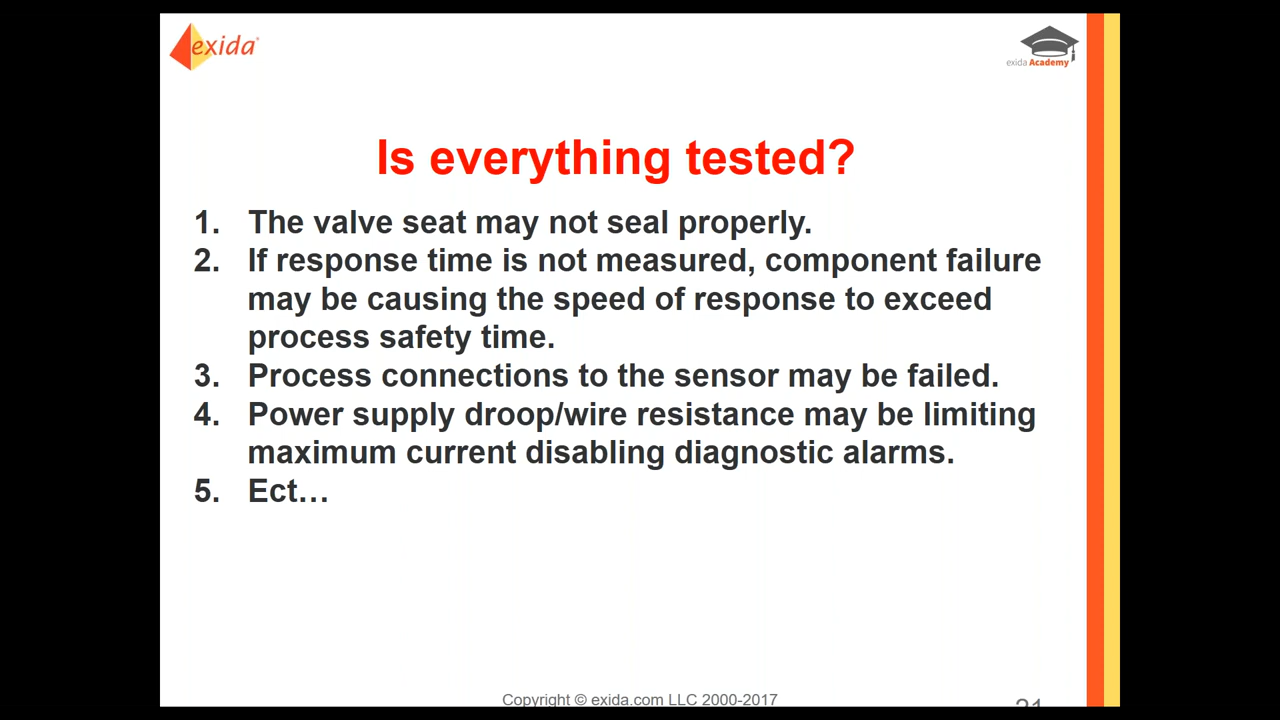 exida
exida Academy
Is everything tested?
1. The valve seat may not seal properly.
2. If response time is not measured, component failure
may be causing the speed of response to exceed
process safety time.
3. Process connections to the sensor may be failed.
4. Power supply droop/wire resistance may be limiting
maximum current disabling diagnostic alarms.
5. Ect…
Copyright © exida.com LLC 2000-2017